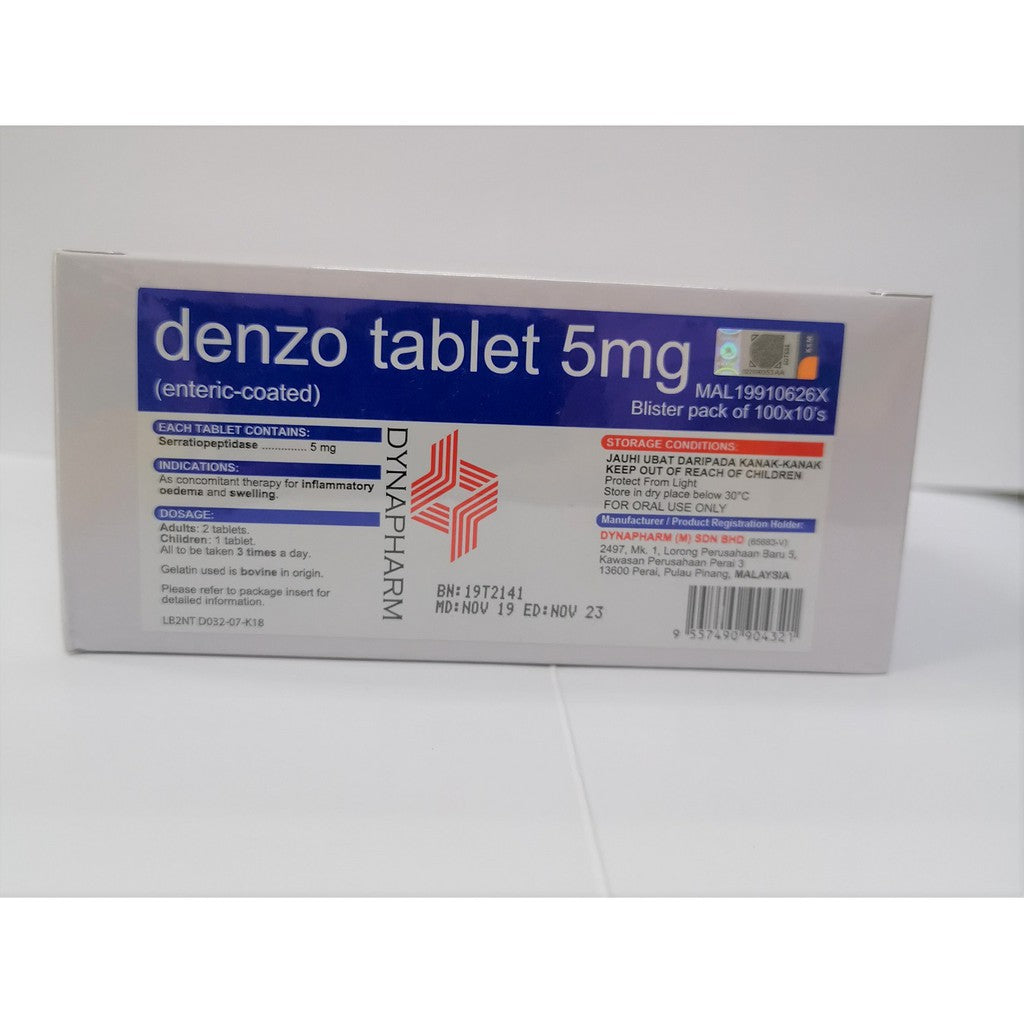 denzo tablet 5mg
(enteric-coated)
MAL19910626X
Blister pack of 100x10's
EACH TABLET CONTAINS:
Serratiopeptidase .............. 5 mg
INDICATIONS:
As concomitant therapy for inflammatory
oedema and swelling.
DOSAGE:
Adults: 2 tablets.
Children: 1 tablet.
All to be taken 3 times a day.
Gelatin used is bovine in origin.
Please refer to package insert for
detailed information.
LB2NT D032-07-K18
DYNAPHARM
BN:19T2141
MD:NOV 19 ED:NOV 23
STORAGE CONDITIONS:
JAUHI UBAT DARIPADA KANAK-KANAK
KEEP OUT OF REACH OF CHILDREN
Protect From Light
Store in dry place below 30°C
FOR ORAL USE ONLY
Manufacturer / Product Registration Holder:
DYNAPHARM (M) SDN BHD (65683-V)
2497, Mk. 1, Lorong Perusahaan Baru 5,
Kawasan Perusahaan Perai 3
13600 Perai, Pulau Pinang, MALAYSIA
9 557490 904321